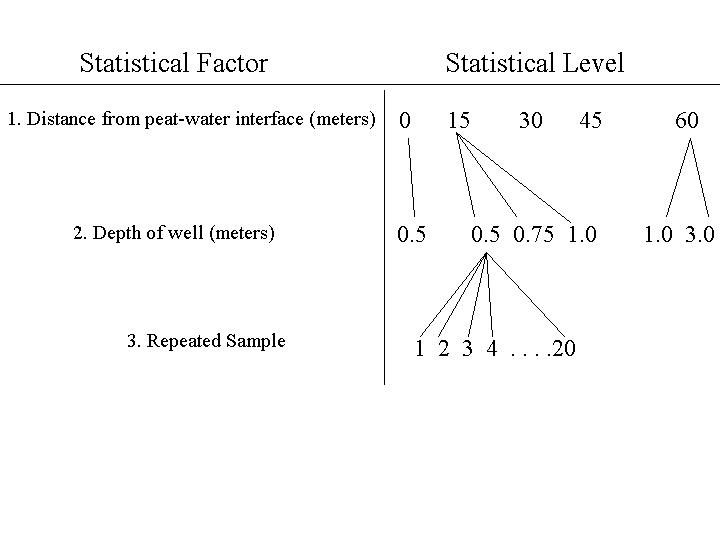 Statistical Factor Statistical Level
1. Distance from peat-water interface (meters) 0 15 30 45 60
2. Depth of well (meters) 0.5 0.5 0.75 1.0 1.0 3.0
3. Repeated Sample 1 2 3 4 . . . .20